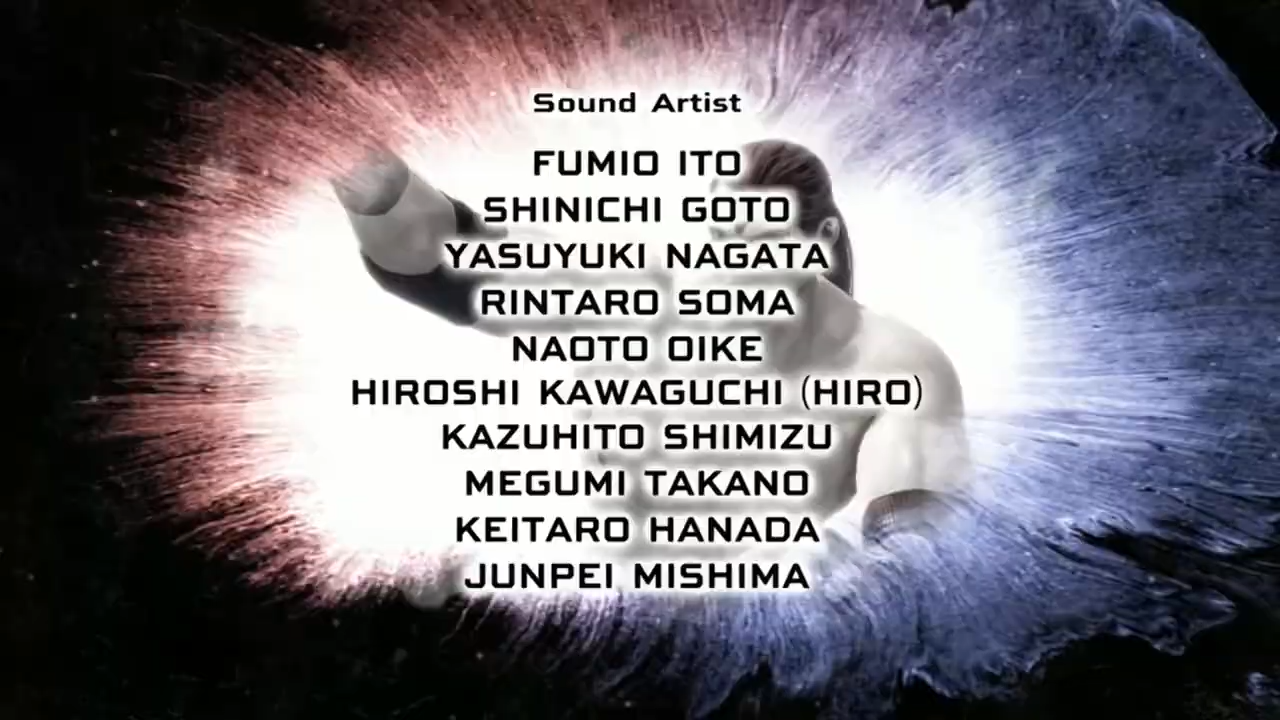 Sound Artist
FUMIO ITO
SHINICHI GOTO
YASUYUKI NAGATA
RINTARO SOMA
NAOTO OIKE
HIROSHI KAWAGUCHI (HIRO)
KAZUHITO SHIMIZU
MEGUMI TAKANO
KEITARO HANADA
JUNPEI MISHIMA